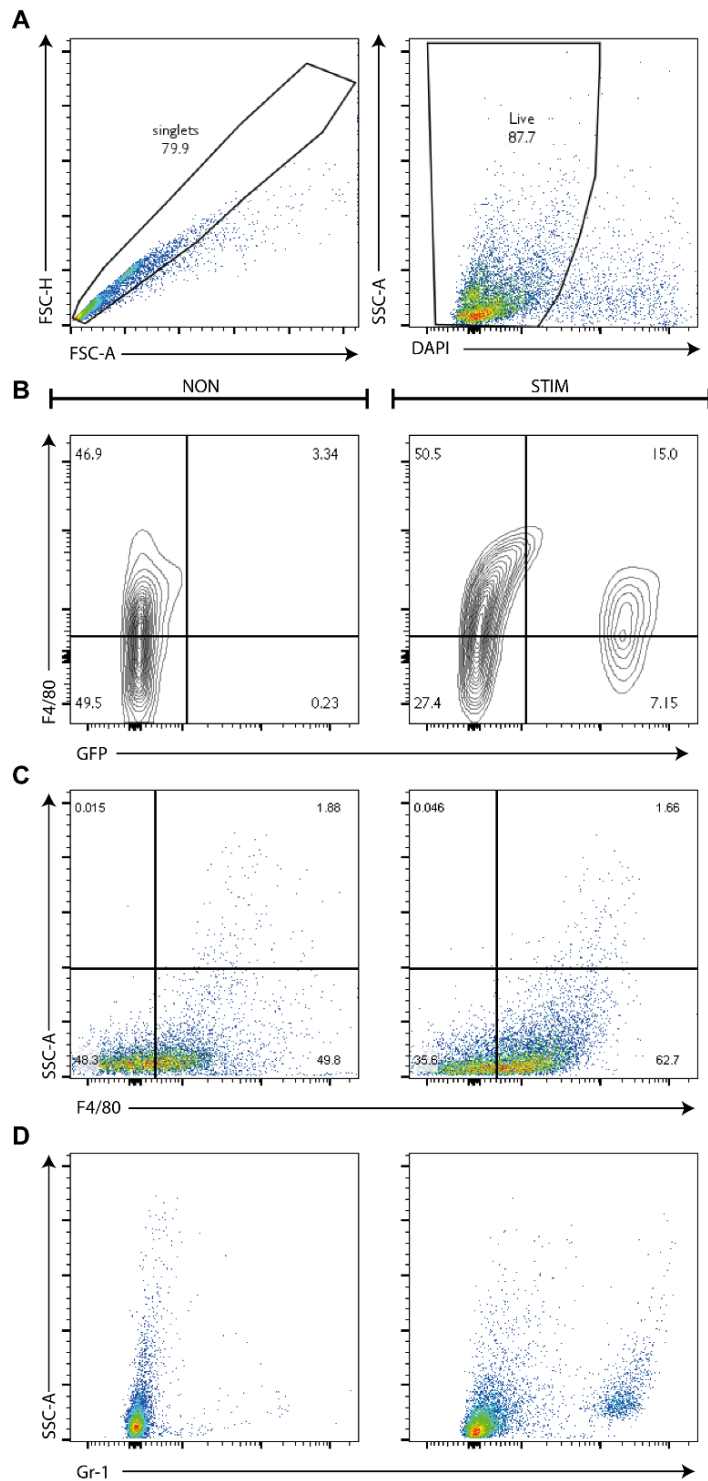 A
singlets
79.9
FSC-H
FSC-A
Live
87.7
SSC-A
DAPI
B
NON
STIM
46.9
3.34
49.5
0.23
50.5
15.0
27.4
7.15
F4/80
GFP
C
0.015
1.88
48.3
49.8
0.046
1.66
35.6
62.7
SSC-A
F4/80
D
SSC-A
Gr-1